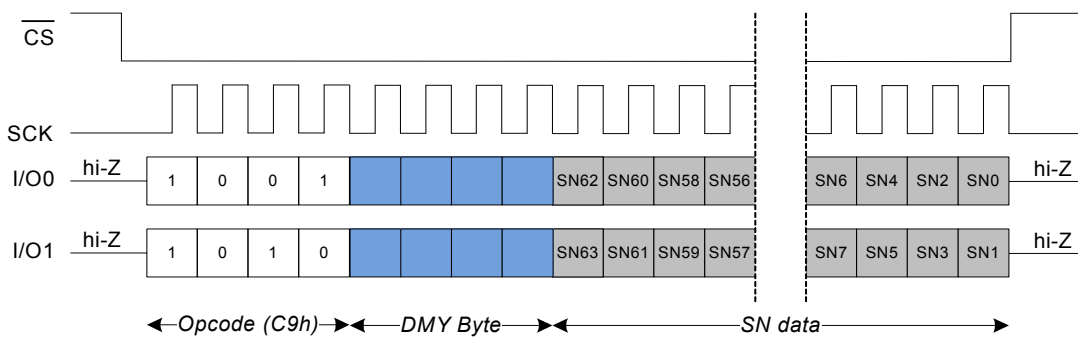 CS
SCK
I/O0 hi-Z 1 0 0 1 SN62 SN60 SN58 SN56 SN6 SN4 SN2 SN0 hi-Z
I/O1 hi-Z 1 0 1 0 SN63 SN61 SN59 SN57 SN7 SN5 SN3 SN1 hi-Z
Opcode (C9h) DMY Byte SN data